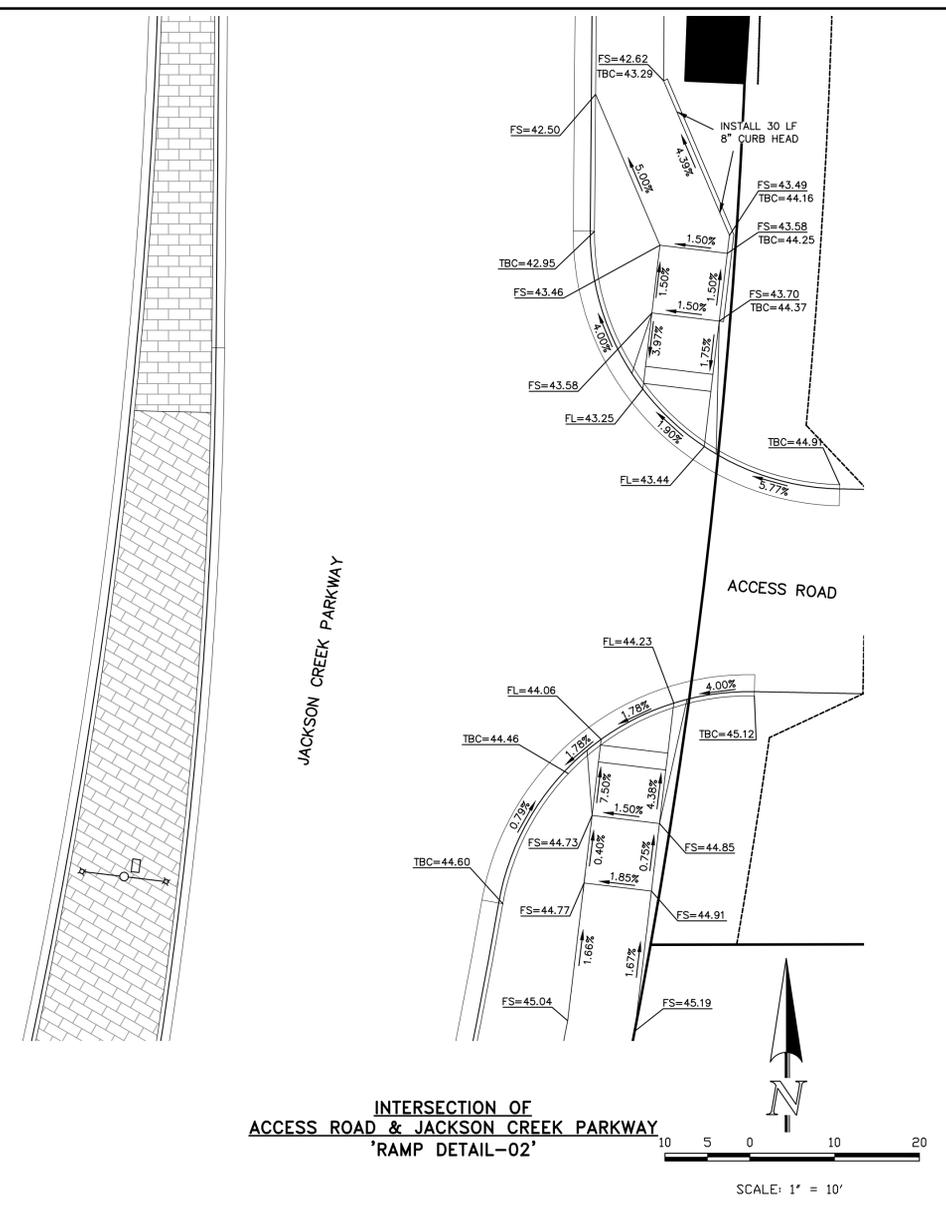 FS=42.62
TBC=43.29
FS=42.50
INSTALL 30 LF
8" CURB HEAD
4.39%
5.00%
FS=43.49
TBC=44.16
FS=43.58
TBC=44.25
1.50%
TBC=42.95
FS=43.46
1.50%
1.50%
FS=43.70
TBC=44.37
1.50%
4.00%
3.97%
1.75%
FS=43.58
FL=43.25
1.90%
TBC=44.91
FL=43.44
5.77%
ACCESS ROAD
JACKSON CREEK PARKWAY
FL=44.23
4.00%
FL=44.06
1.78%
TBC=44.46
1.78%
TBC=45.12
7.50%
4.38%
0.79%
1.50%
FS=44.73
0.40%
0.75%
FS=44.85
TBC=44.60
1.85%
FS=44.77
FS=44.91
1.66%
1.67%
FS=45.04
FS=45.19
N
INTERSECTION OF
ACCESS ROAD & JACKSON CREEK PARKWAY
'RAMP DETAIL-02'
10 5 0 10 20
SCALE: 1" = 10'